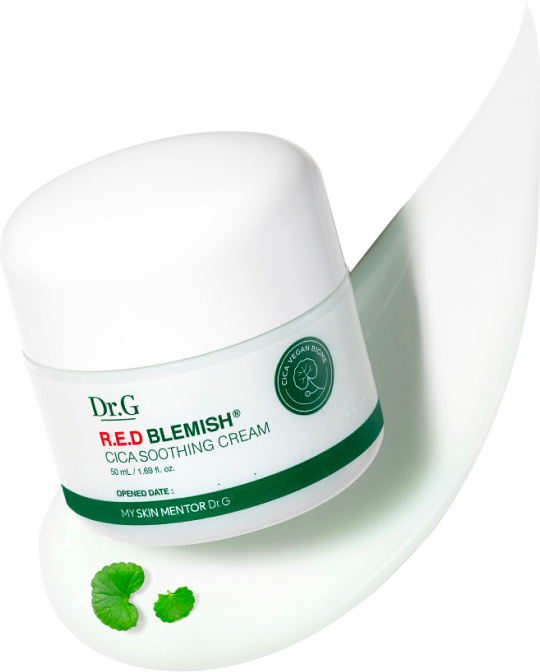 Dr.G
R.E.D BLEMISH®
CICA SOOTHING CREAM
50 mL / 1.69 fl. oz.
CICA VEGAN BIOME
OPENED DATE : . .
MY SKIN MENTOR Dr.G